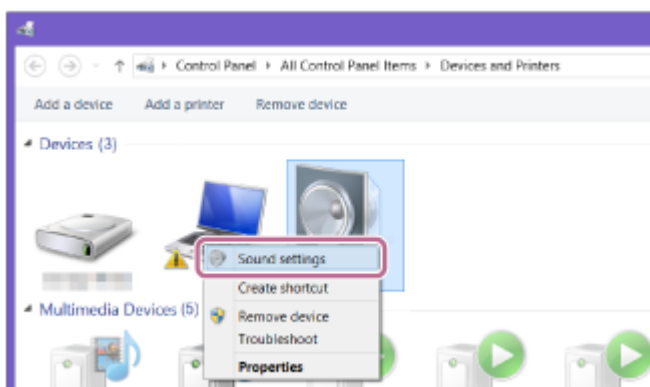 Control Panel All Control Panel Items Devices and Printers
Add a device Add a printer Remove device
Devices (3)
Sound settings
Create shortcut
Multimedia Devices (5)
Remove device
Troubleshoot
Properties